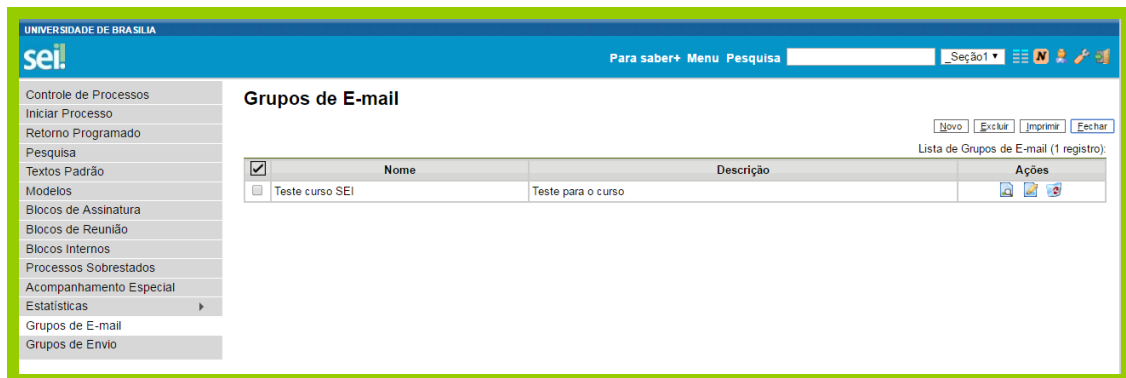 UNIVERSIDADE DE BRASILIA
sei!
Para saber+ Menu Pesquisa _Seção1 N
Controle de Processos
Iniciar Processo
Retorno Programado
Pesquisa
Textos Padrão
Modelos
Blocos de Assinatura
Blocos de Reunião
Blocos Internos
Processos Sobrestados
Acompanhamento Especial
Estatísticas
Grupos de E-mail
Grupos de Envio
Grupos de E-mail
Novo Excluir Imprimir Fechar
Lista de Grupos de E-mail (1 registro):
Nome Descrição Ações
Teste curso SEI Teste para o curso